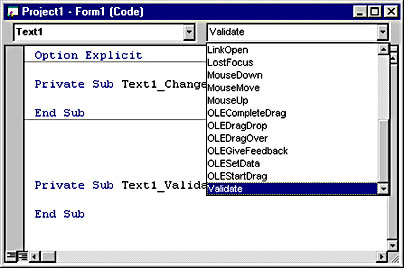 Project1 - Form1 (Code)
Text1
Validate
Option Explicit
Private Sub Text1_Change
End Sub
Private Sub Text1_Valida
End Sub
LinkOpen
LostFocus
MouseDown
MouseMove
MouseUp
OLECompleteDrag
OLEDragDrop
OLEDragOver
OLEGiveFeedback
OLESetData
OLEStartDrag
Validate